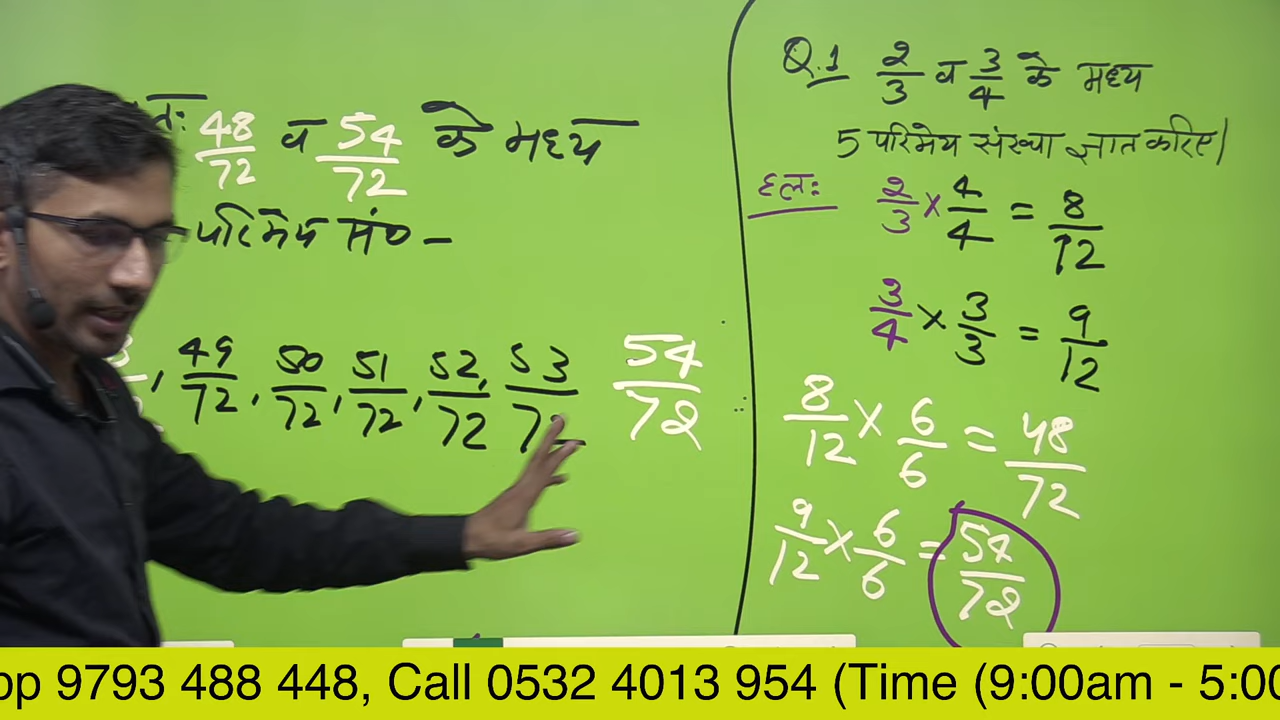 48/72 व 54/72 के मध्य
परिमेय सं० –
, 49/72, 50/72, 51/72, 52/72, 53/72 54/72
Q.1 2/3 व 3/4 के मध्य
5 परिमेय संख्या ज्ञात करिए।
हलः 2/3 × 4/4 = 8/12
3/4 × 3/3 = 9/12
8/12 × 6/6 = 48/72
9/12 × 6/6 = 54/72
9793 488 448, Call 0532 4013 954 (Time (9:00am - 5:00